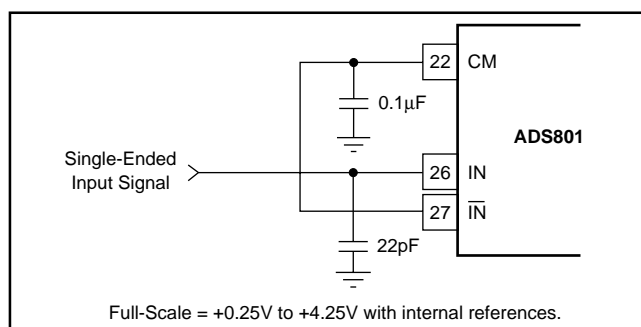 22 CM
0.1µF
ADS801
Single-Ended
Input Signal
26 IN
27 I̅N̅
22pF
Full-Scale = +0.25V to +4.25V with internal references.